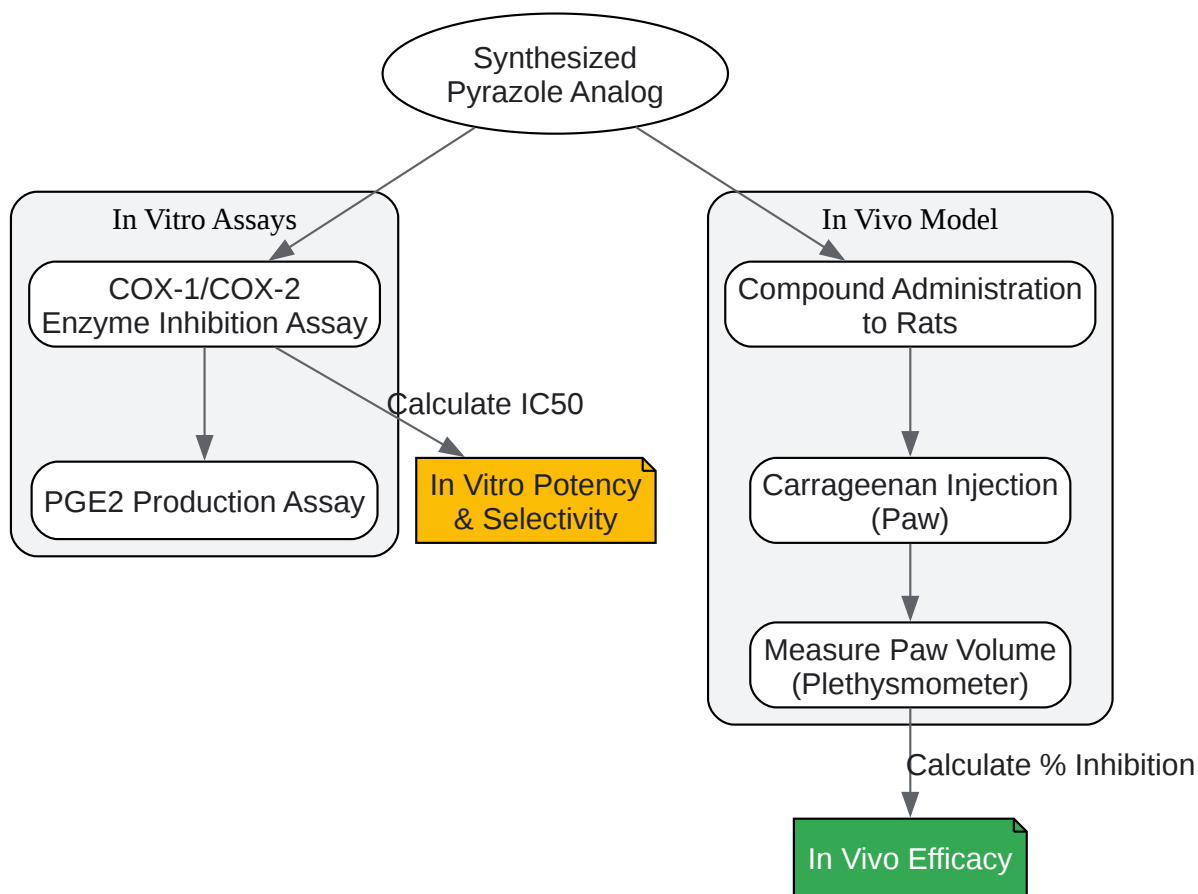 Synthesized
Pyrazole Analog
In Vitro Assays
COX-1/COX-2
Enzyme Inhibition Assay
Calculate IC50
PGE2 Production Assay
In Vitro Potency
& Selectivity
In Vivo Model
Compound Administration
to Rats
Carrageenan Injection
(Paw)
Measure Paw Volume
(Plethysmometer)
Calculate % Inhibition
In Vivo Efficacy